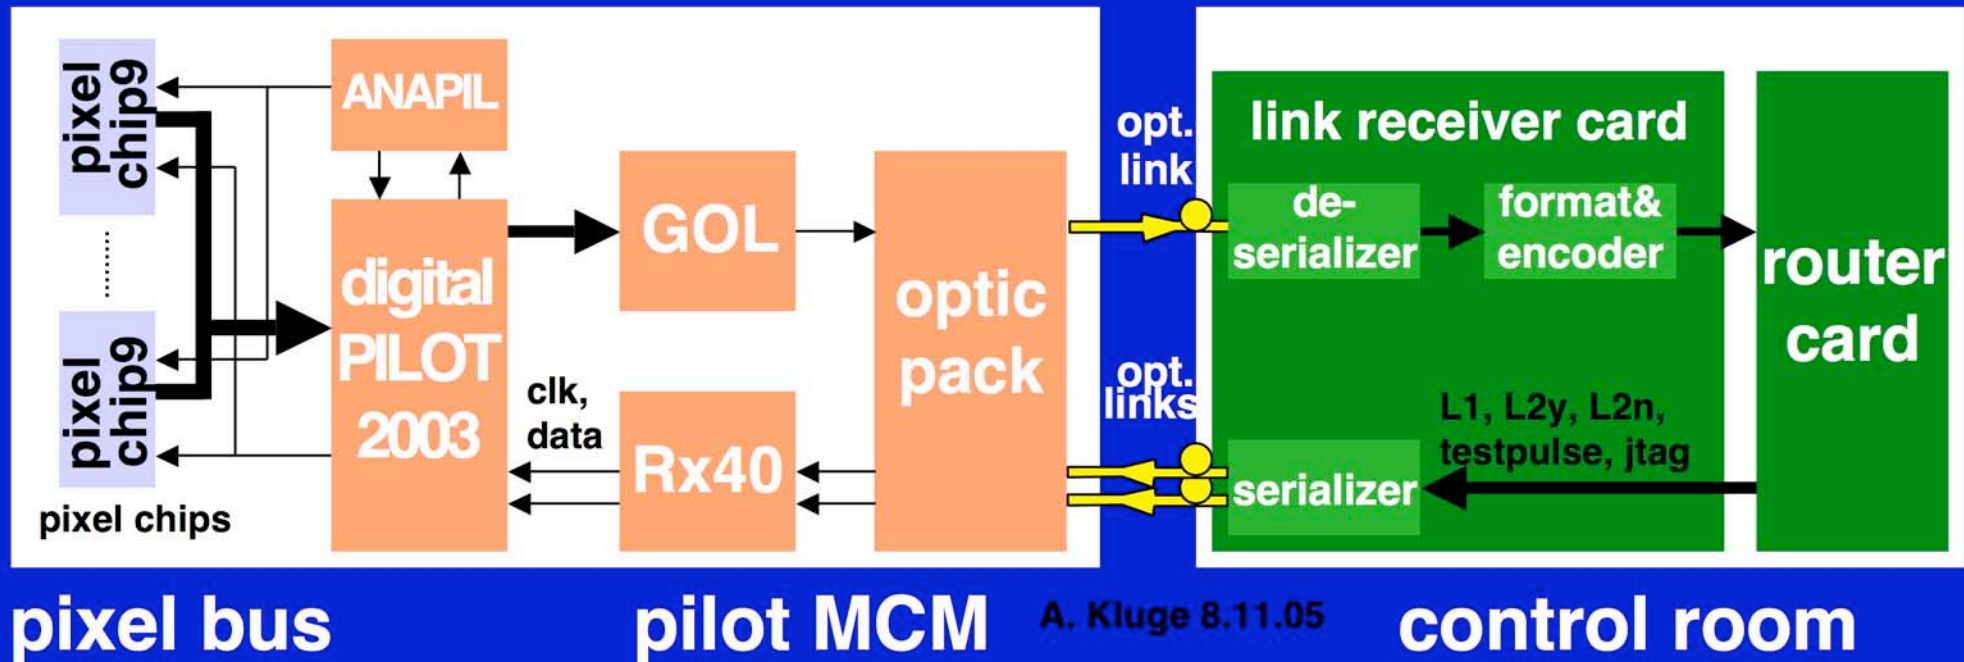 pixel
chip9
pixel
chip9
pixel chips
ANAPIL
digital
PILOT
2003
clk,
data
GOL
Rx40
optic
pack
opt.
link
opt.
links
link receiver card
de-
serializer
format&
encoder
L1, L2y, L2n,
testpulse, jtag
serializer
router
card
pixel bus
pilot MCM
A. Kluge 8.11.05
control room